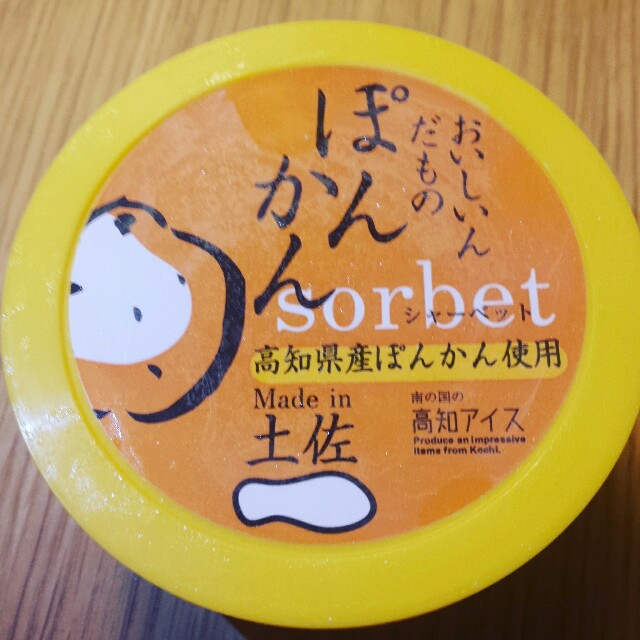 おいしいん
だもの
ぽんかん
sorbet
シャーベット
高知県産ぽんかん使用
Made in
土佐
南の国の
高知アイス
Produce an impressive
items from Kochi.